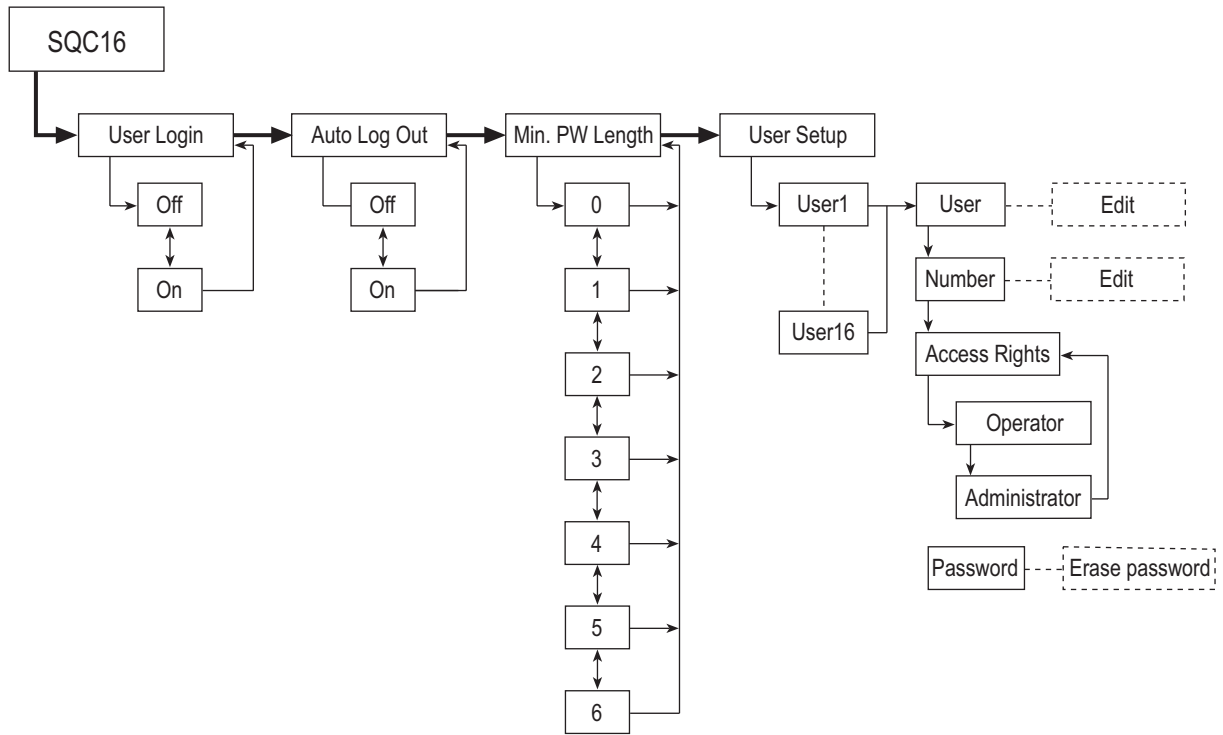 SQC16
User Login
Auto Log Out
Min. PW Length
User Setup
Off
On
Off
On
0
1
2
3
4
5
6
User1
User16
User
Edit
Number
Edit
Access Rights
Operator
Administrator
Password
Erase password